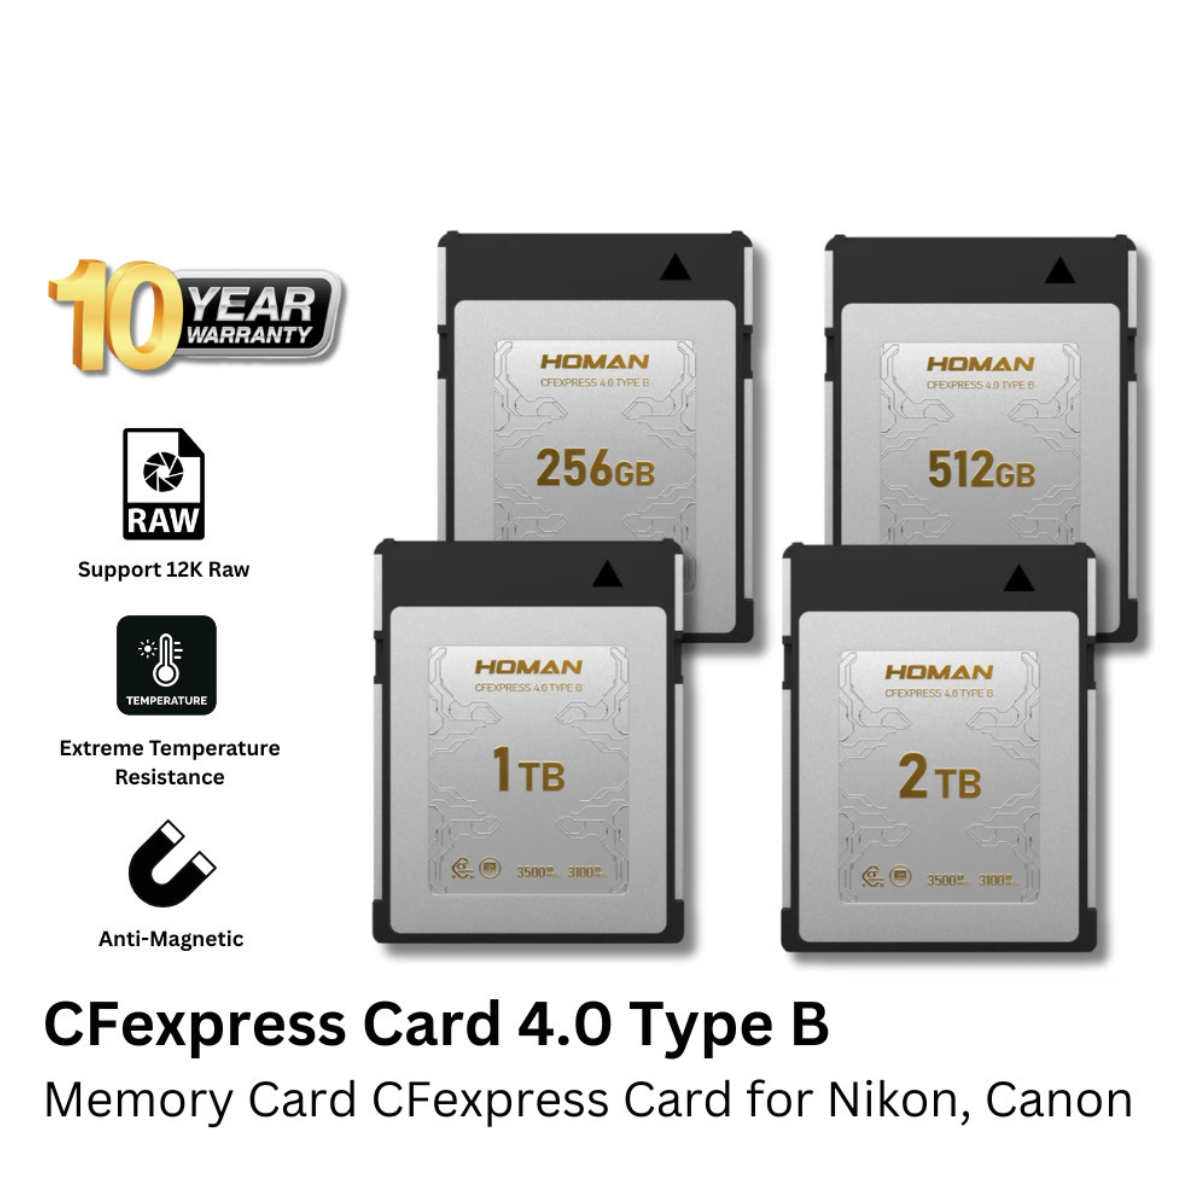 10 YEAR
WARRANTY
RAW
Support 12K Raw
TEMPERATURE
Extreme Temperature
Resistance
Anti-Magnetic
HOMAN
CFEXPRESS 4.0 TYPE B
256GB
HOMAN
CFEXPRESS 4.0 TYPE B
512GB
HOMAN
CFEXPRESS 4.0 TYPE B
1TB
CF 3500 3100
HOMAN
CFEXPRESS 4.0 TYPE B
2TB
CF 3500 3100
CFexpress Card 4.0 Type B
Memory Card CFexpress Card for Nikon, Canon